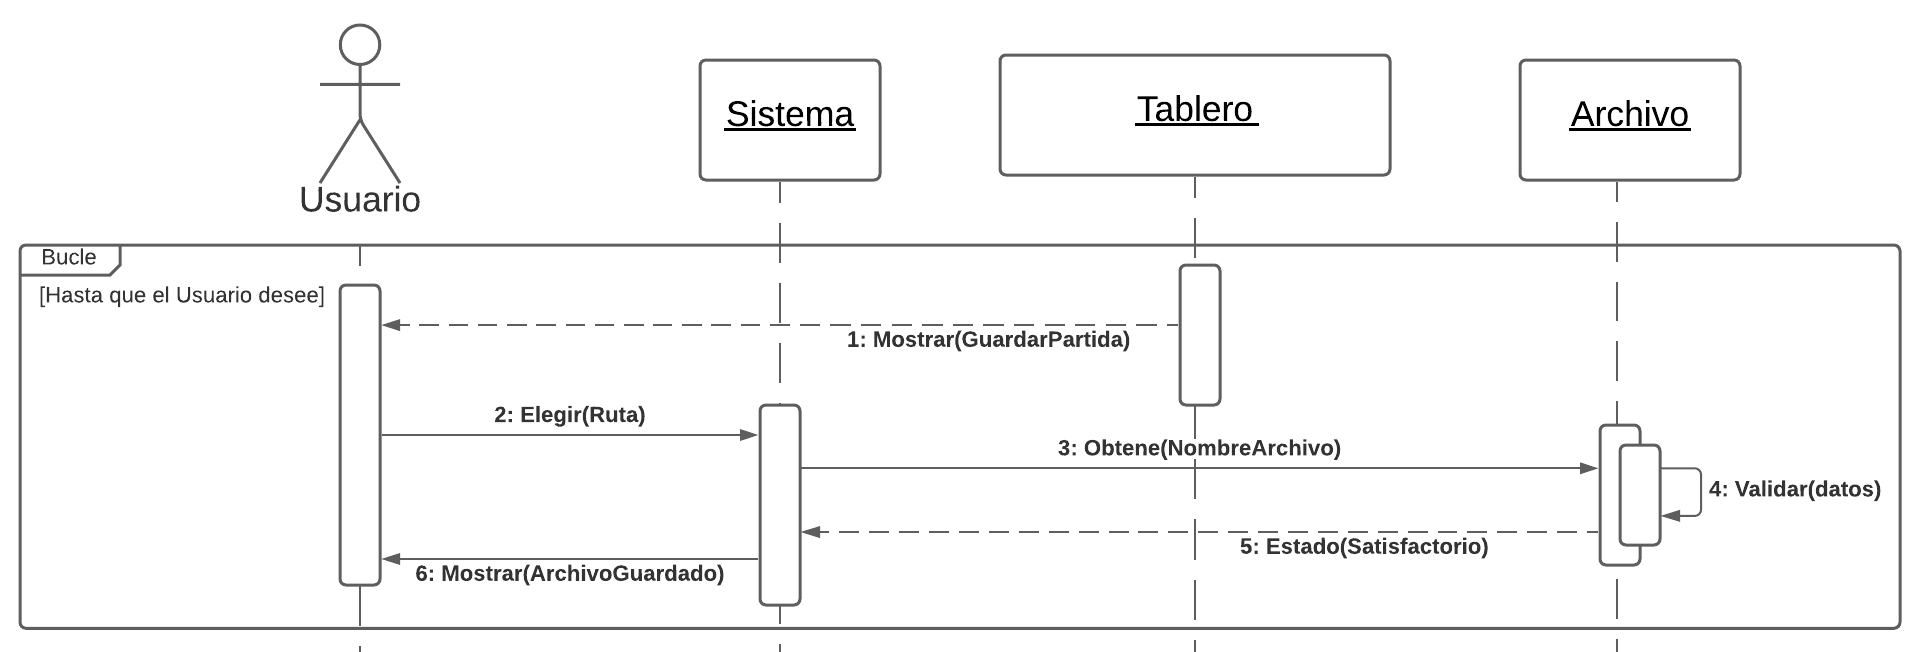 Usuario
Sistema
Tablero
Archivo
Bucle
[Hasta que el Usuario desee]
1: Mostrar(GuardarPartida)
2: Elegir(Ruta)
3: Obtene(NombreArchivo)
4: Validar(datos)
5: Estado(Satisfactorio)
6: Mostrar(ArchivoGuardado)